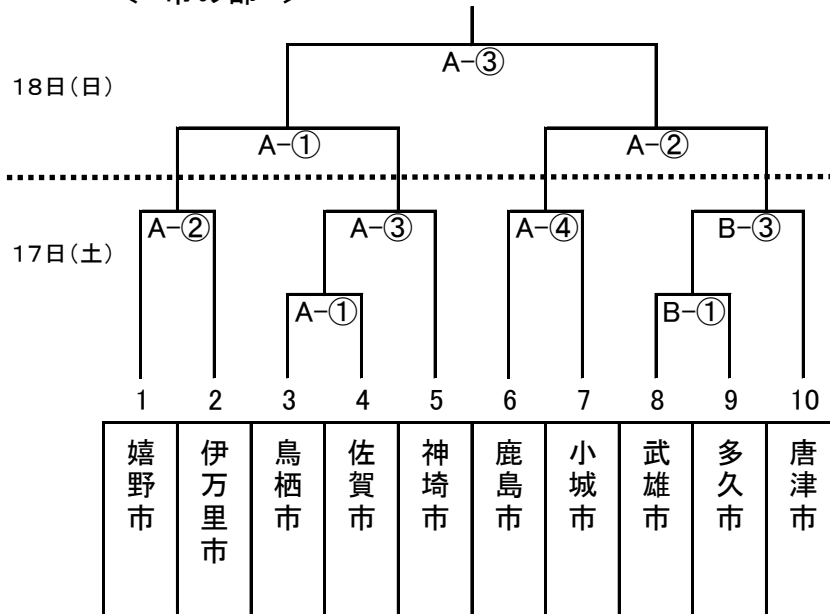 A-③
18日(日)
A-① A-②
A-② A-③ A-④ B-③
17日(土)
A-① B-①
1 2 3 4 5 6 7 8 9 10
嬉野市
伊万里市
鳥栖市
佐賀市
神埼市
鹿島市
小城市
武雄市
多久市
唐津市